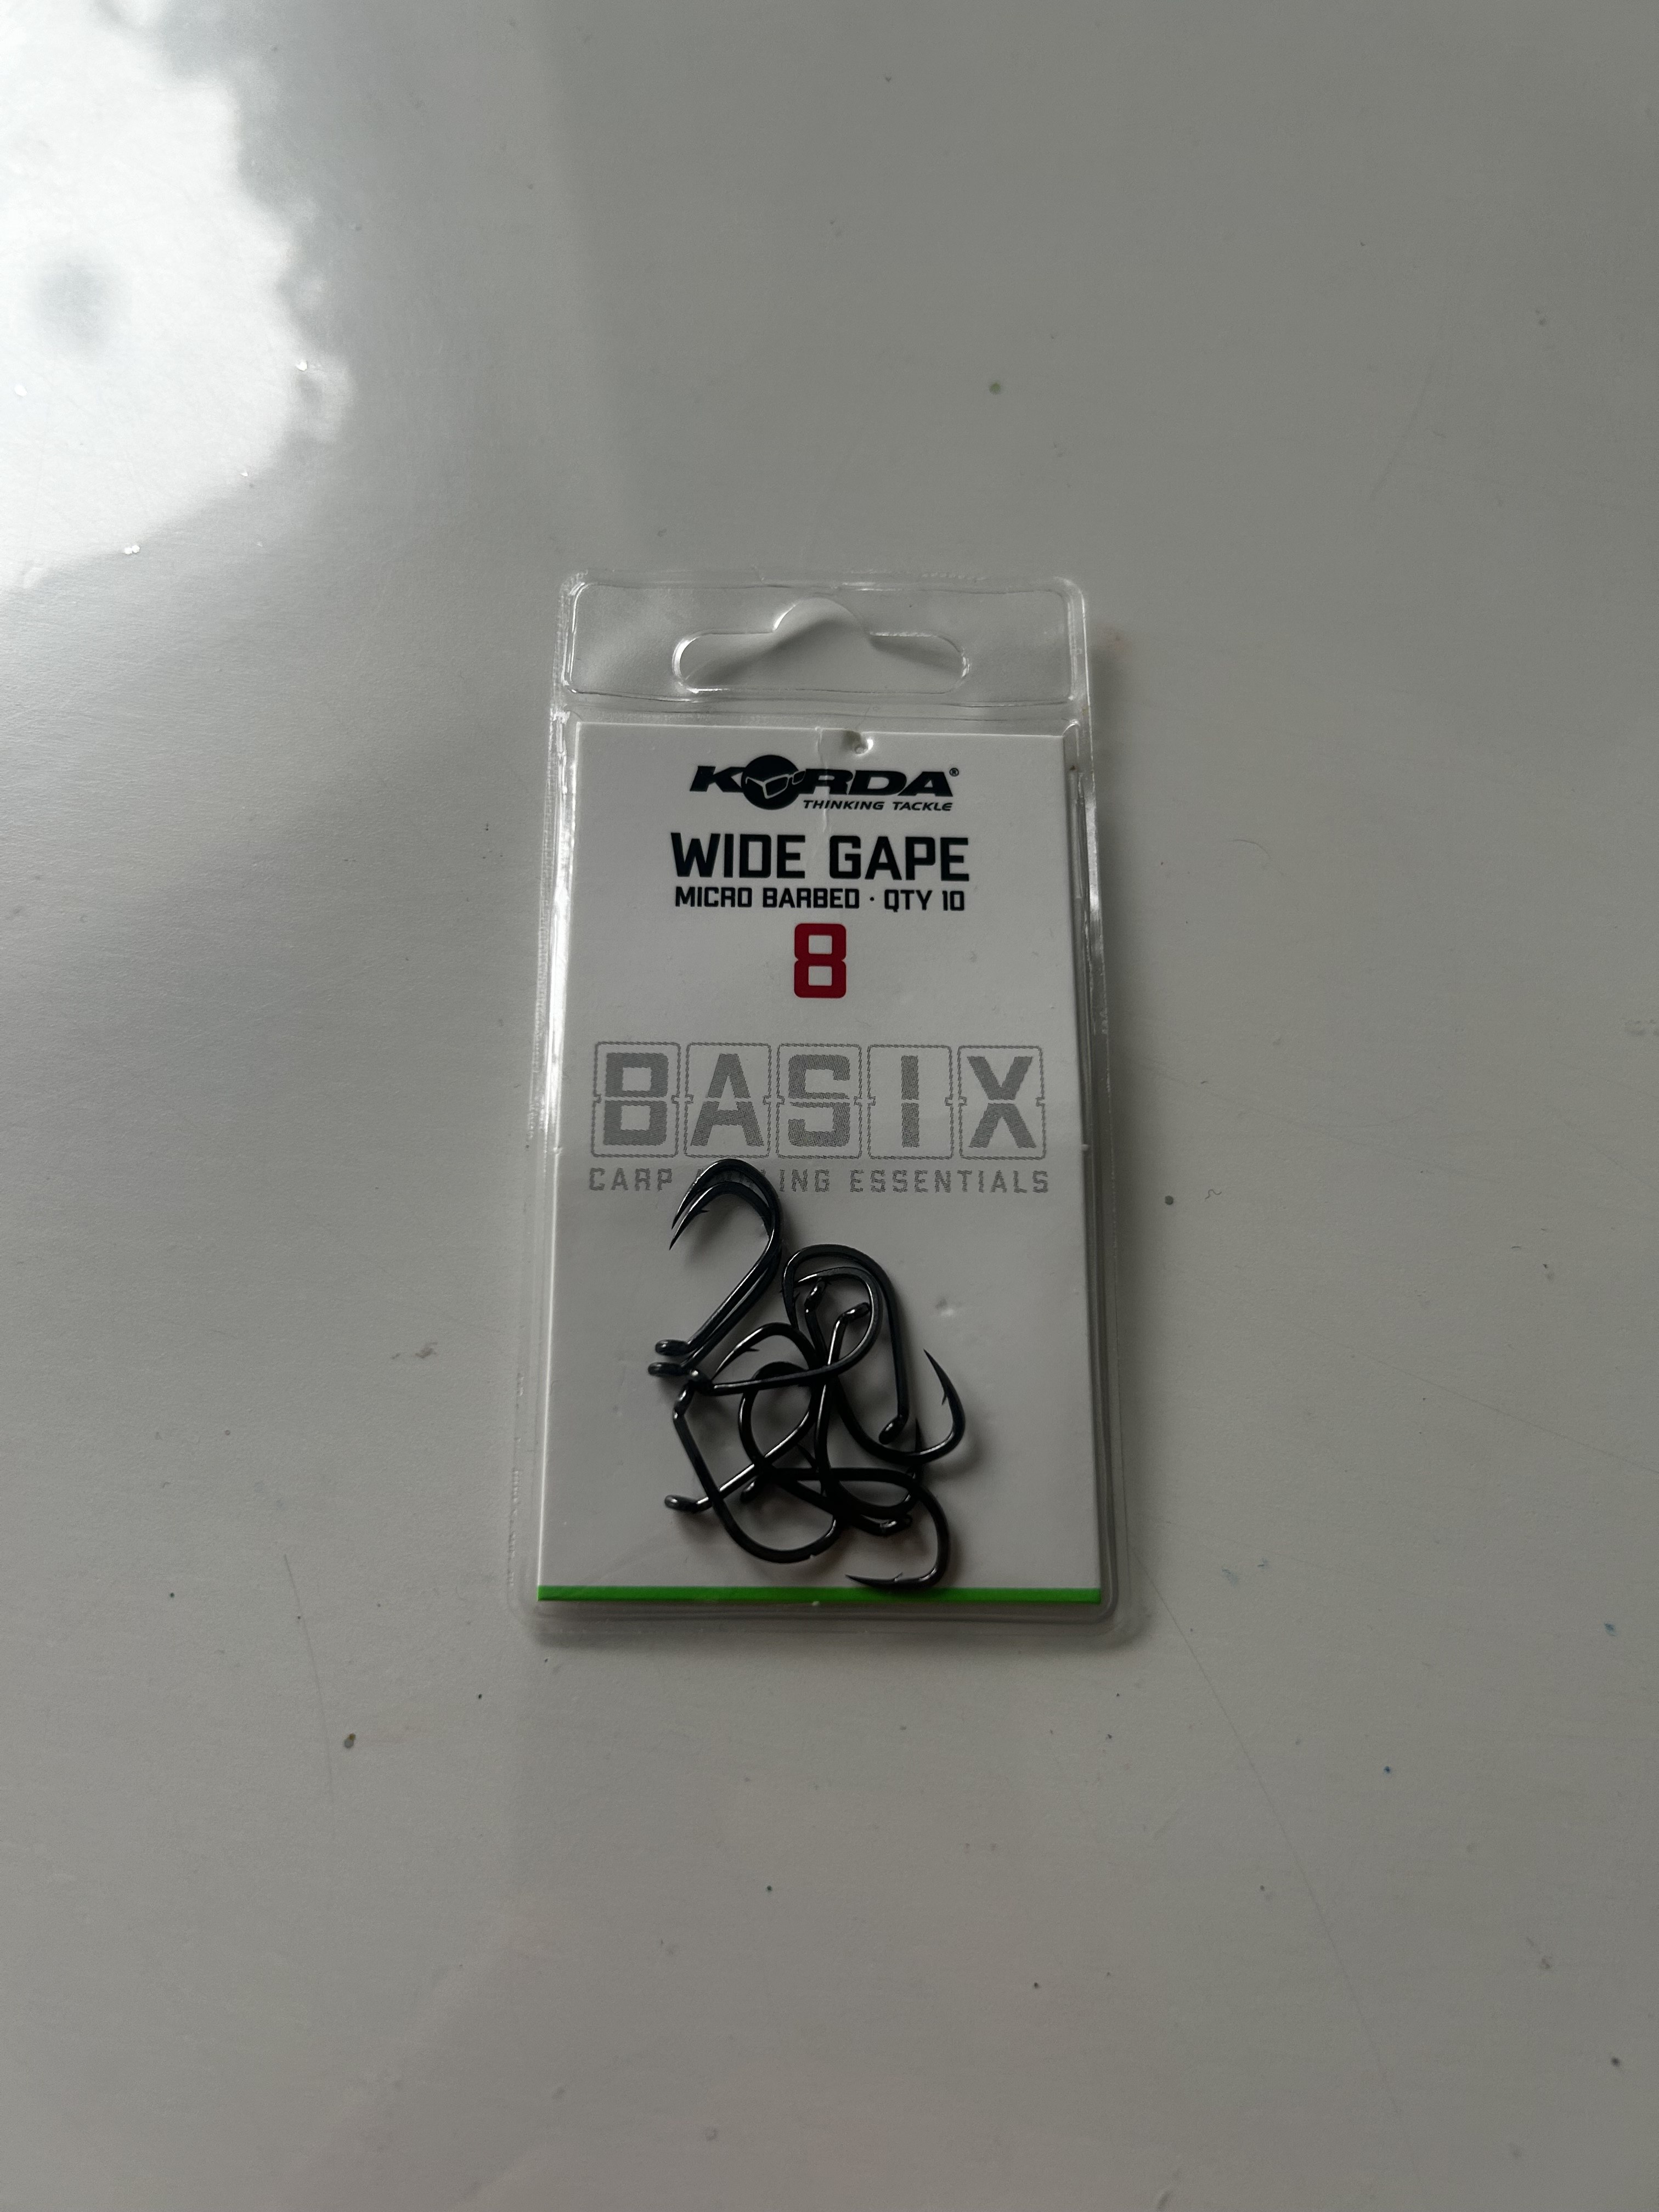 KORDA®
THINKING TACKLE
WIDE GAPE
MICRO BARBED · QTY 10
8
BASIX
CARP ESSENTIALS